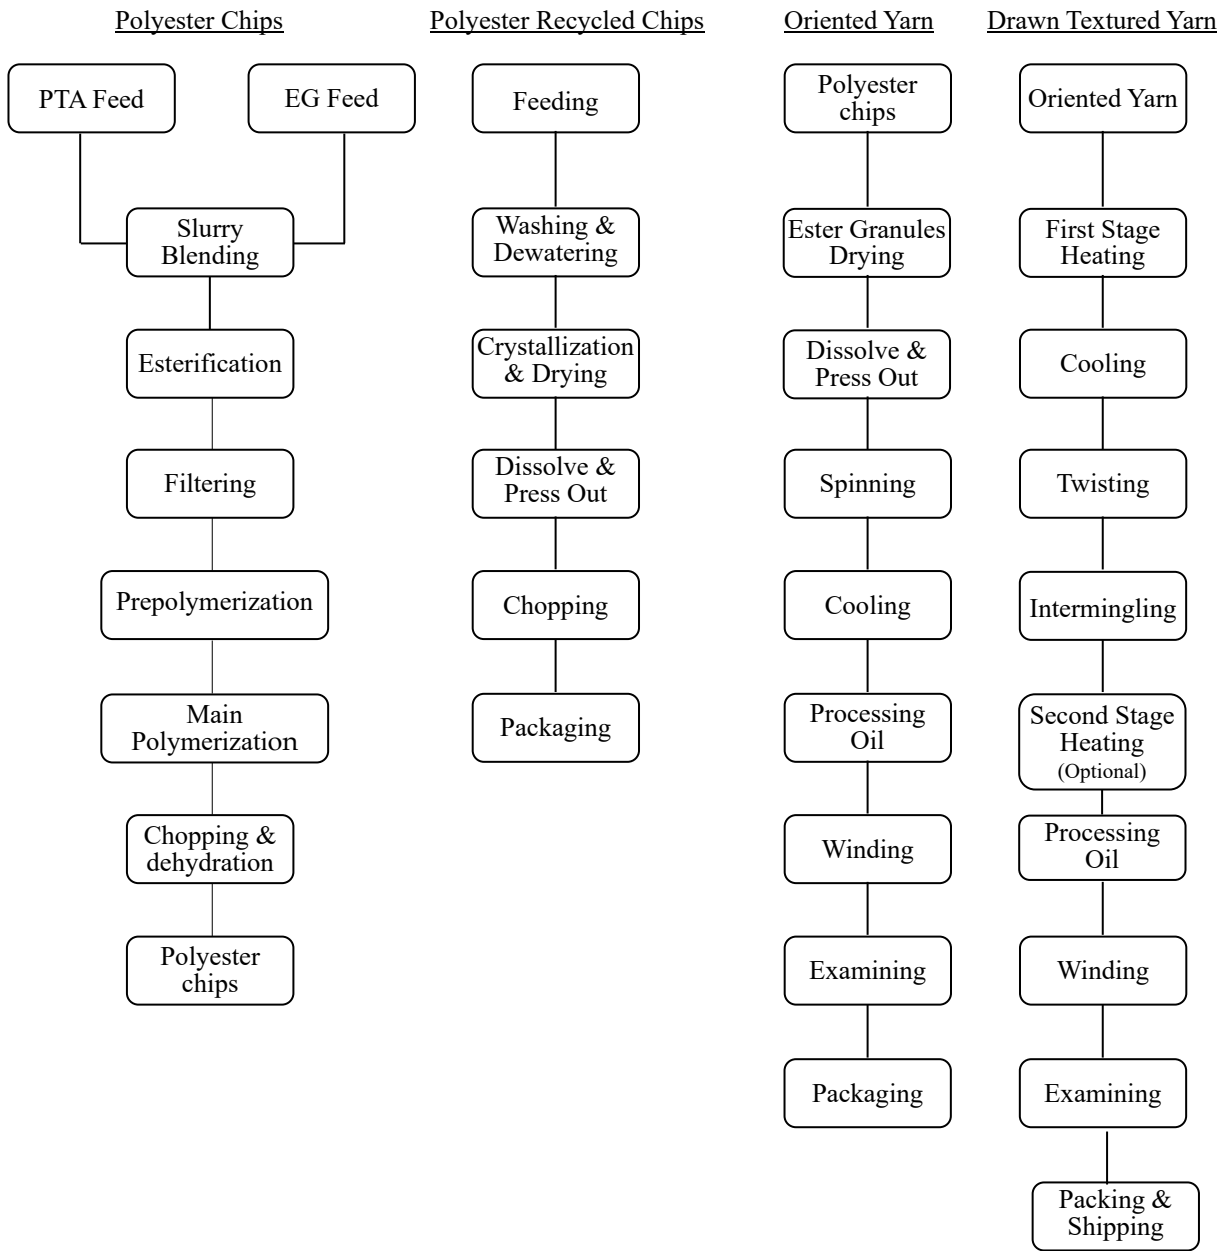 Polyester Chips
PTA Feed
EG Feed
Slurry
Blending
Esterification
Filtering
Prepolymerization
Main
Polymerization
Chopping &
dehydration
Polyester
chips
Polyester Recycled Chips
Feeding
Washing &
Dewatering
Crystallization
& Drying
Dissolve &
Press Out
Chopping
Packaging
Oriented Yarn
Polyester
chips
Ester Granules
Drying
Dissolve &
Press Out
Spinning
Cooling
Processing
Oil
Winding
Examining
Packaging
Drawn Textured Yarn
Oriented Yarn
First Stage
Heating
Cooling
Twisting
Intermingling
Second Stage
Heating
(Optional)
Processing
Oil
Winding
Examining
Packing &
Shipping